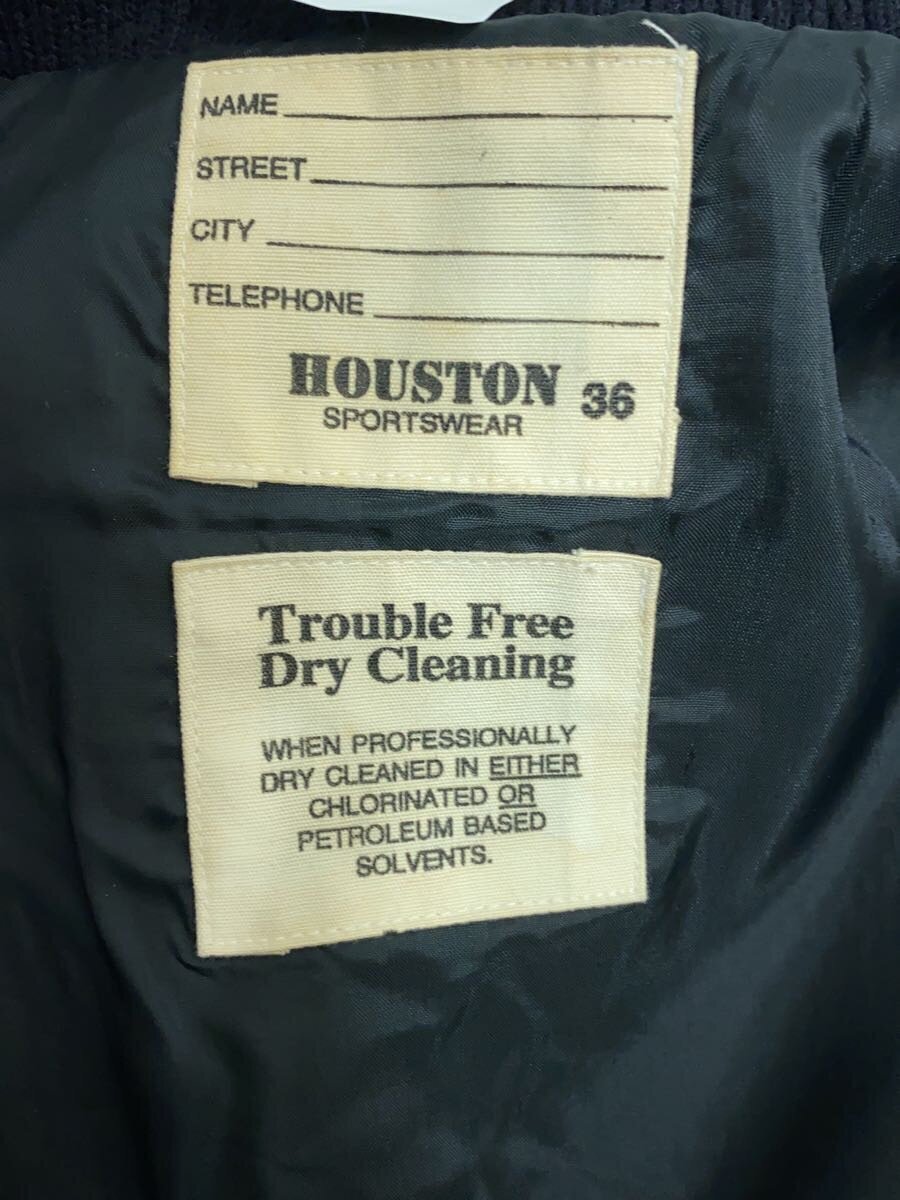 NAME
STREET
CITY
TELEPHONE
HOUSTON 36
SPORTSWEAR
Trouble Free
Dry Cleaning
WHEN PROFESSIONALLY
DRY CLEANED IN EITHER
CHLORINATED OR
PETROLEUM BASED
SOLVENTS.